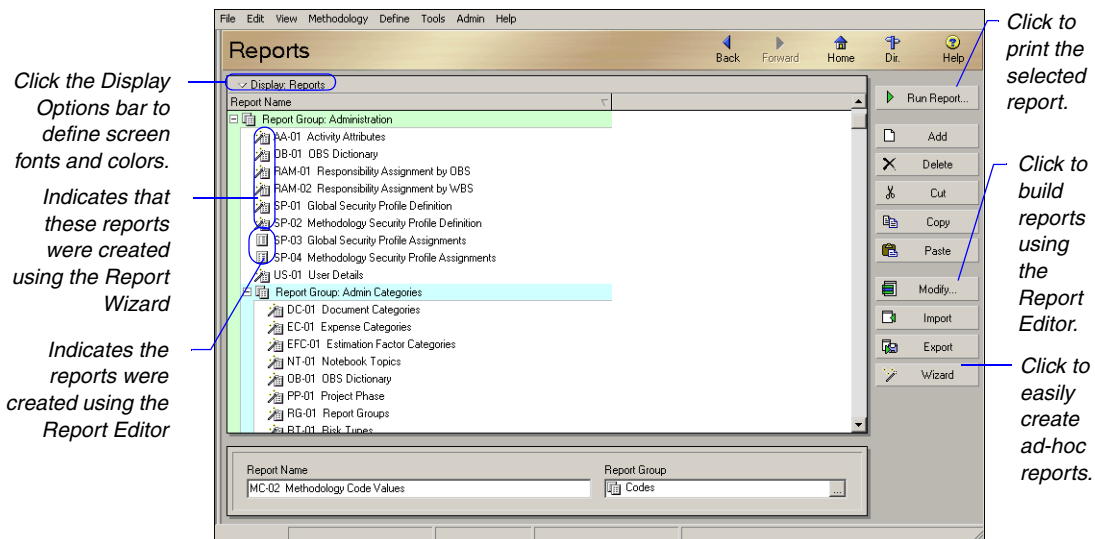 File Edit View Methodology Define Tools Admin Help
Reports
Back Forward Home Dir. Help
Display: Reports
Report Name
Report Group: Administration
AA-01 Activity Attributes
OB-01 OBS Dictionary
RAM-01 Responsibility Assignment by OBS
RAM-02 Responsibility Assignment by WBS
SP-01 Global Security Profile Definition
SP-02 Methodology Security Profile Definition
SP-03 Global Security Profile Assignments
SP-04 Methodology Security Profile Assignments
US-01 User Details
Report Group: Admin Categories
DC-01 Document Categories
EC-01 Expense Categories
EFC-01 Estimation Factor Categories
NT-01 Notebook Topics
OB-01 OBS Dictionary
PP-01 Project Phase
RG-01 Report Groups
RT-01 Risk Types
Report Name
MC-02 Methodology Code Values
Report Group
Codes
...
Run Report...
Add
Delete
Cut
Copy
Paste
Modify...
Import
Export
Wizard
Click the Display
Options bar to
define screen
fonts and colors.
Indicates that
these reports
were created
using the Report
Wizard
Indicates the
reports were
created using the
Report Editor
Click to
print the
selected
report.
Click to
build
reports
using
the
Report
Editor.
Click to
easily
create
ad-hoc
reports.